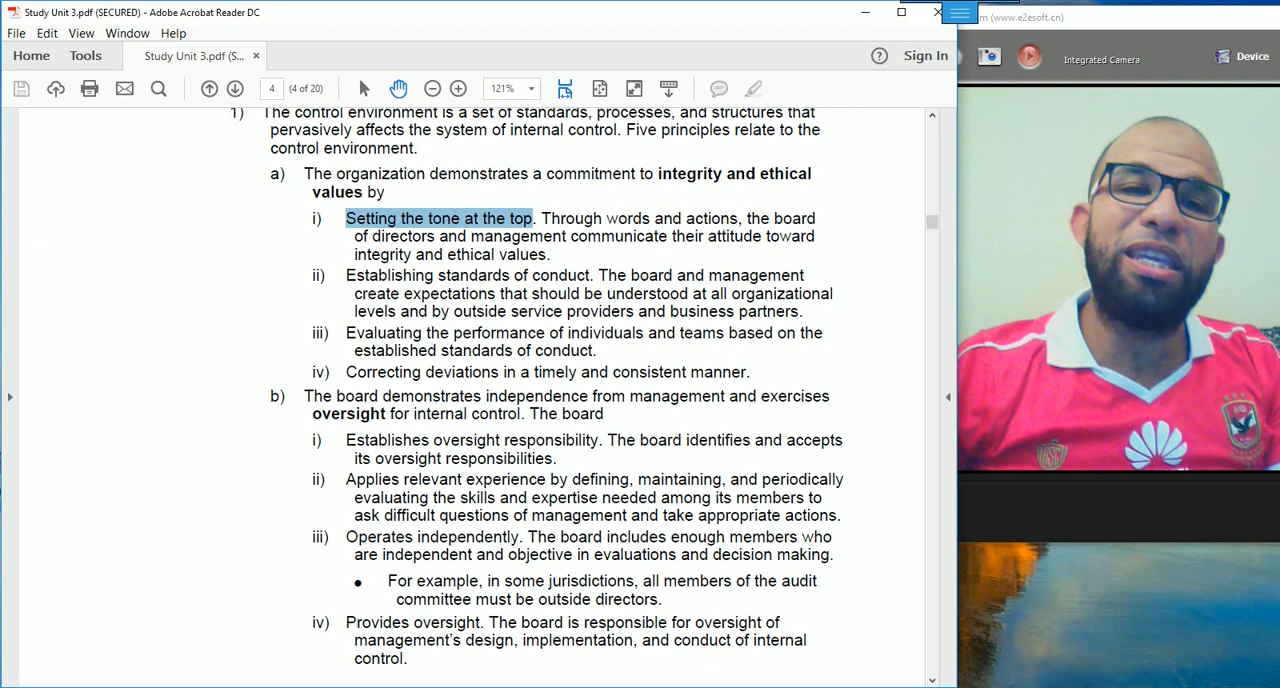 Study Unit 3.pdf (SECURED) - Adobe Acrobat Reader DC
m (www.e2esoft.cn)
File Edit View Window Help
Home Tools Study Unit 3.pdf (S... × Sign In
Integrated Camera Device
4 (4 of 20) 121%
1) The control environment is a set of standards, processes, and structures that
pervasively affects the system of internal control. Five principles relate to the
control environment.
a) The organization demonstrates a commitment to integrity and ethical
values by
i) Setting the tone at the top. Through words and actions, the board
of directors and management communicate their attitude toward
integrity and ethical values.
ii) Establishing standards of conduct. The board and management
create expectations that should be understood at all organizational
levels and by outside service providers and business partners.
iii) Evaluating the performance of individuals and teams based on the
established standards of conduct.
iv) Correcting deviations in a timely and consistent manner.
b) The board demonstrates independence from management and exercises
oversight for internal control. The board
i) Establishes oversight responsibility. The board identifies and accepts
its oversight responsibilities.
ii) Applies relevant experience by defining, maintaining, and periodically
evaluating the skills and expertise needed among its members to
ask difficult questions of management and take appropriate actions.
iii) Operates independently. The board includes enough members who
are independent and objective in evaluations and decision making.
• For example, in some jurisdictions, all members of the audit
committee must be outside directors.
iv) Provides oversight. The board is responsible for oversight of
management's design, implementation, and conduct of internal
control.
HUAWEI